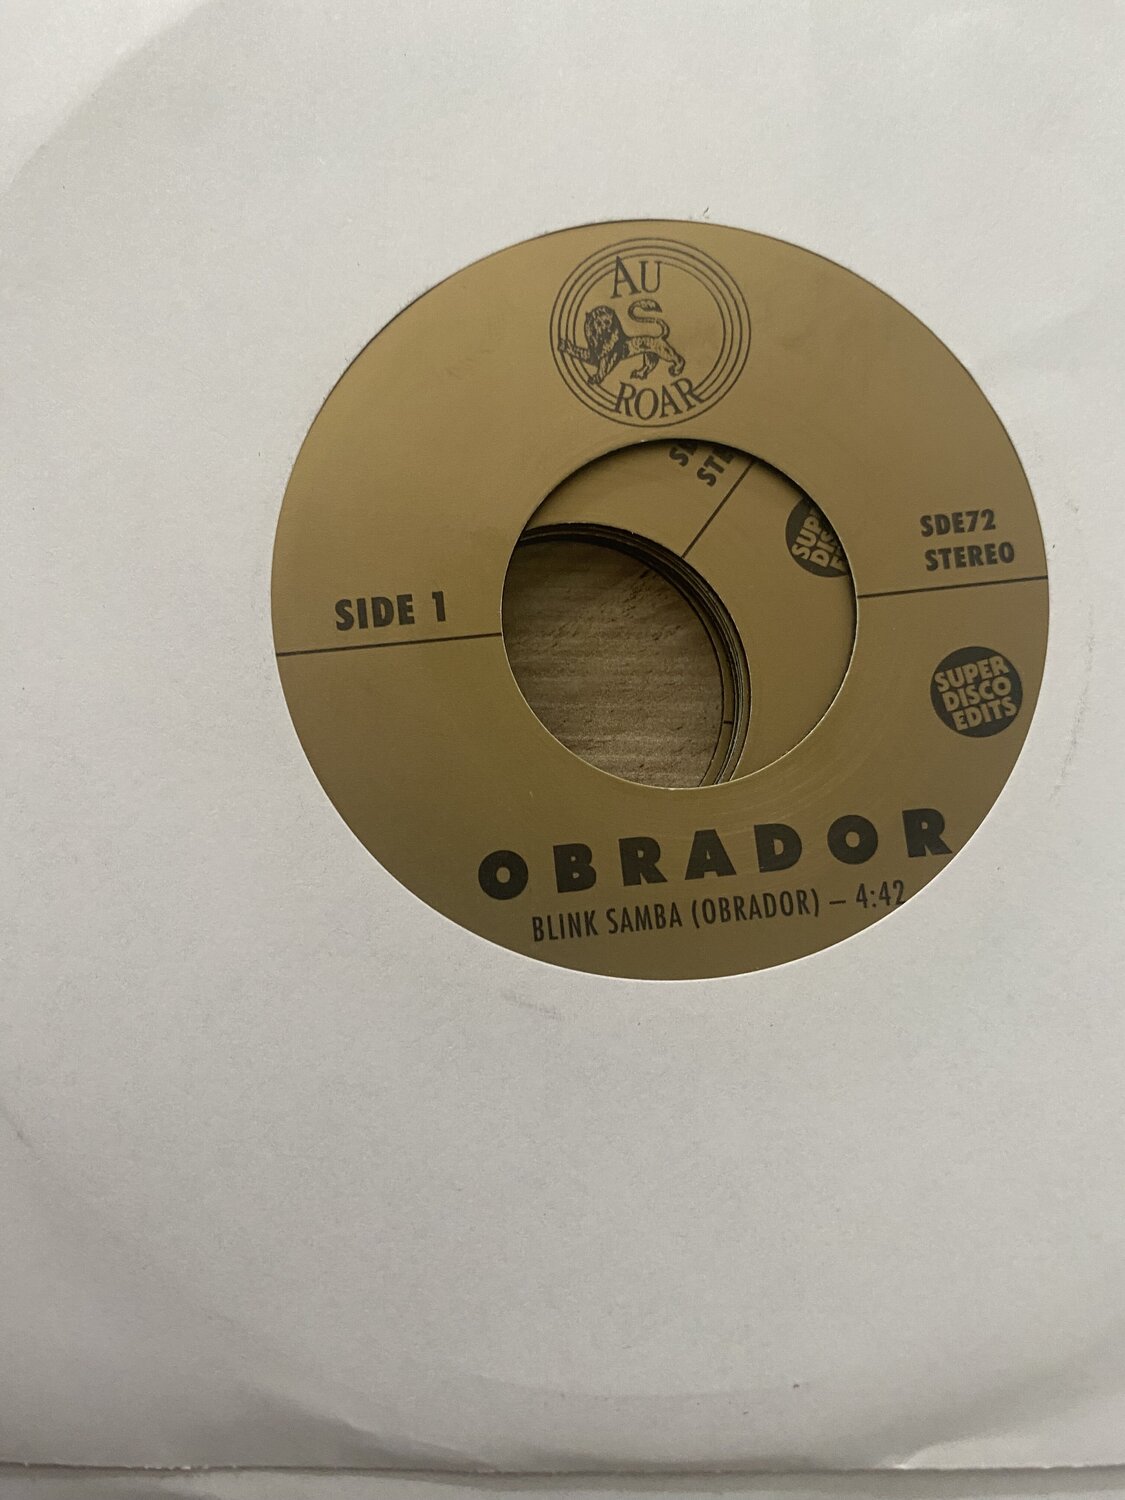 AU
ROAR
SDE72
STEREO
SIDE 1
SUPER
DISCO
EDITS
OBRADOR
BLINK SAMBA (OBRADOR) – 4:42